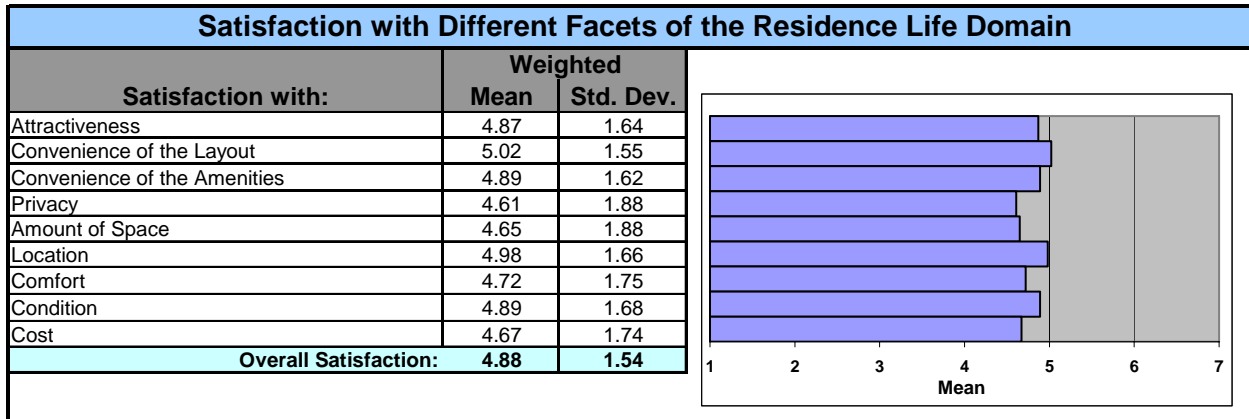 Satisfaction with Different Facets of the Residence Life Domain
Weighted
Satisfaction with: Mean Std. Dev.
Attractiveness 4.87 1.64
Convenience of the Layout 5.02 1.55
Convenience of the Amenities 4.89 1.62
Privacy 4.61 1.88
Amount of Space 4.65 1.88
Location 4.98 1.66
Comfort 4.72 1.75
Condition 4.89 1.68
Cost 4.67 1.74
Overall Satisfaction: 4.88 1.54
1 2 3 4 5 6 7
Mean